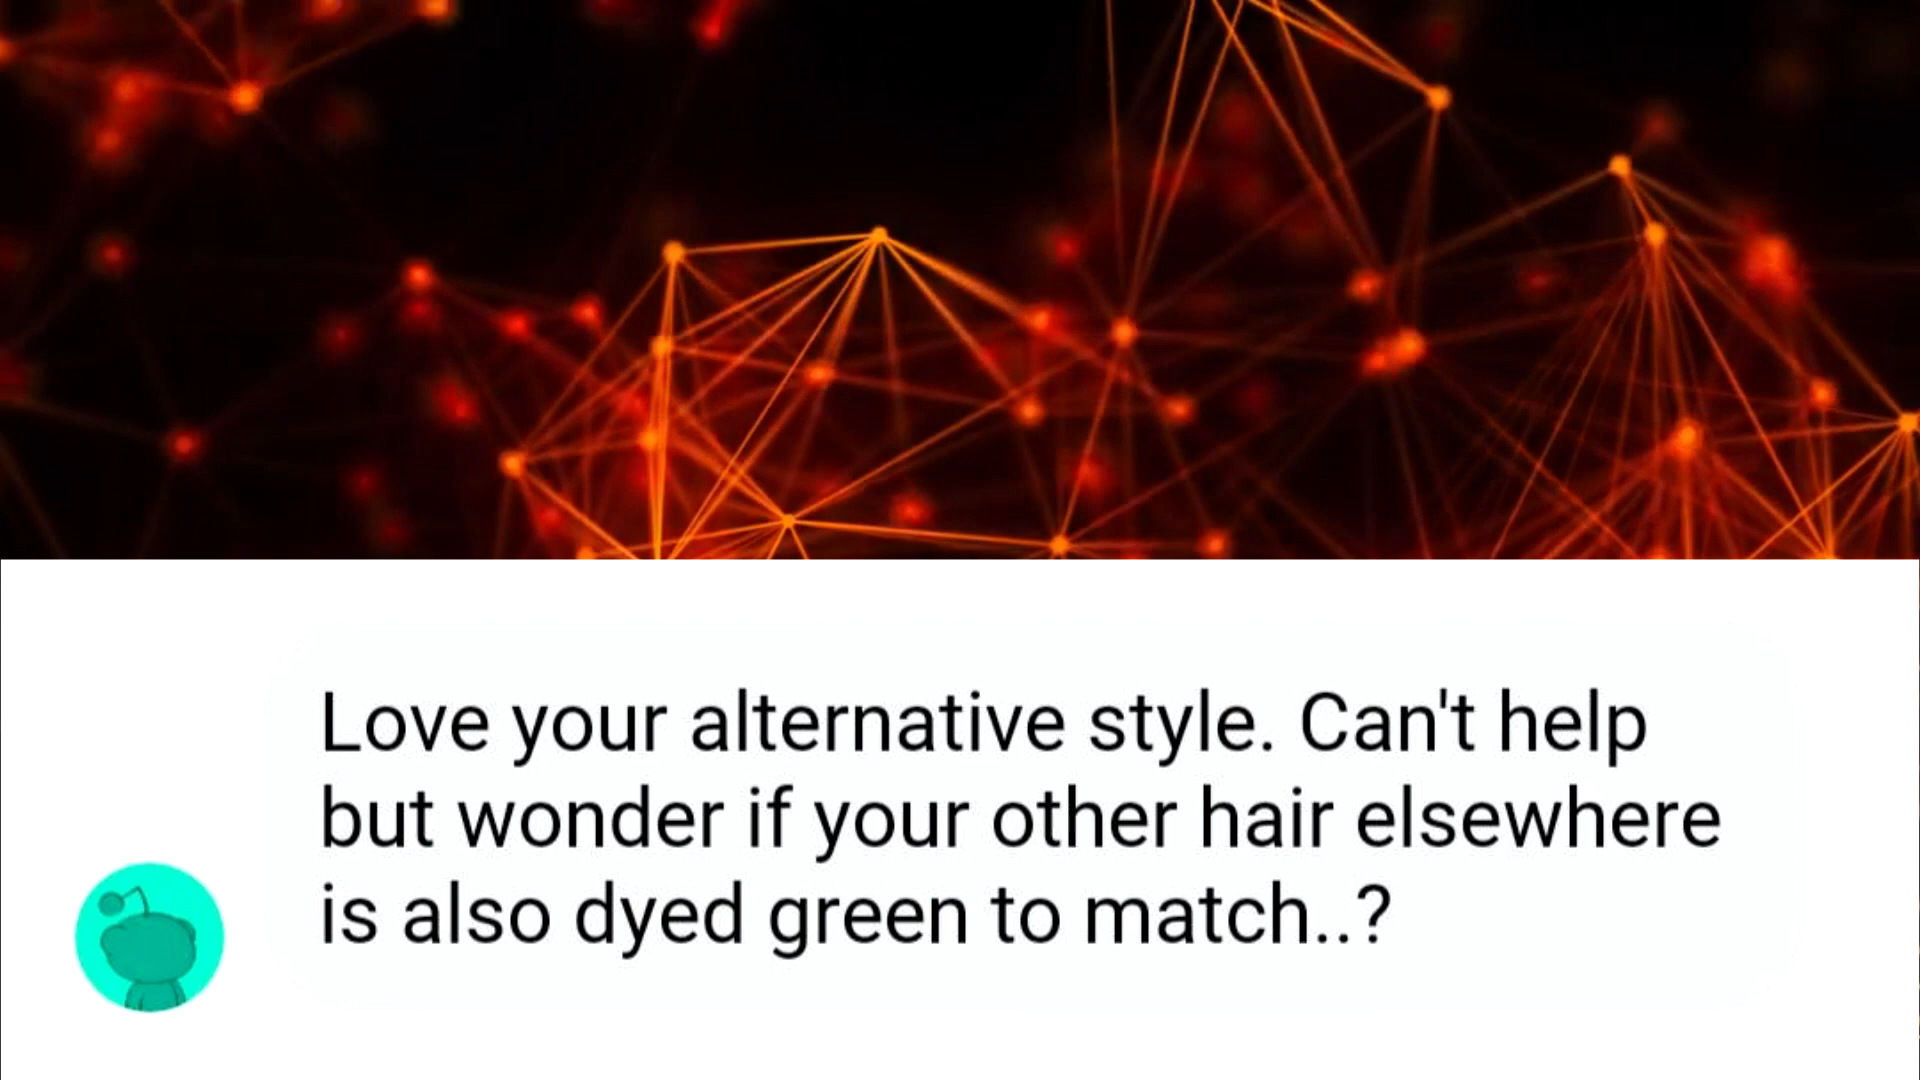 Love your alternative style. Can't help
but wonder if your other hair elsewhere
is also dyed green to match..?